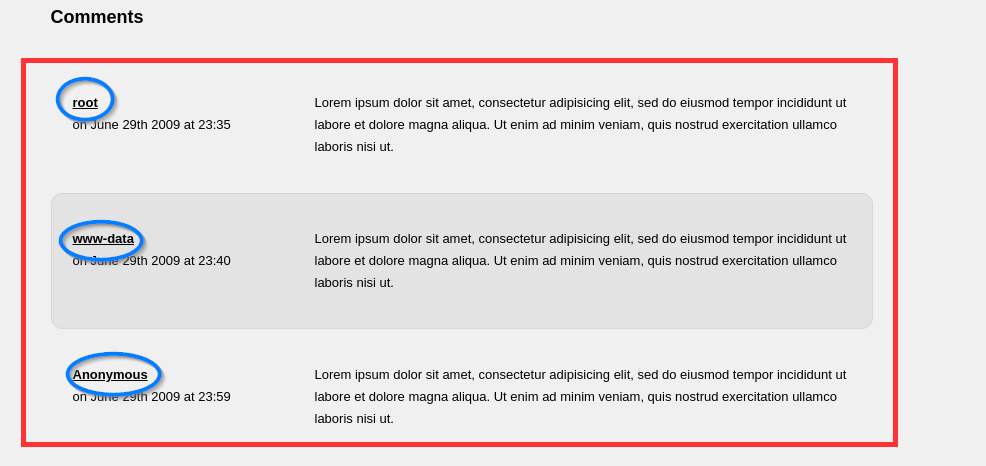 Comments
root
on June 29th 2009 at 23:35
Lorem ipsum dolor sit amet, consectetur adipisicing elit, sed do eiusmod tempor incididunt ut
labore et dolore magna aliqua. Ut enim ad minim veniam, quis nostrud exercitation ullamco
laboris nisi ut.
www-data
on June 29th 2009 at 23:40
Lorem ipsum dolor sit amet, consectetur adipisicing elit, sed do eiusmod tempor incididunt ut
labore et dolore magna aliqua. Ut enim ad minim veniam, quis nostrud exercitation ullamco
laboris nisi ut.
Anonymous
on June 29th 2009 at 23:59
Lorem ipsum dolor sit amet, consectetur adipisicing elit, sed do eiusmod tempor incididunt ut
labore et dolore magna aliqua. Ut enim ad minim veniam, quis nostrud exercitation ullamco
laboris nisi ut.